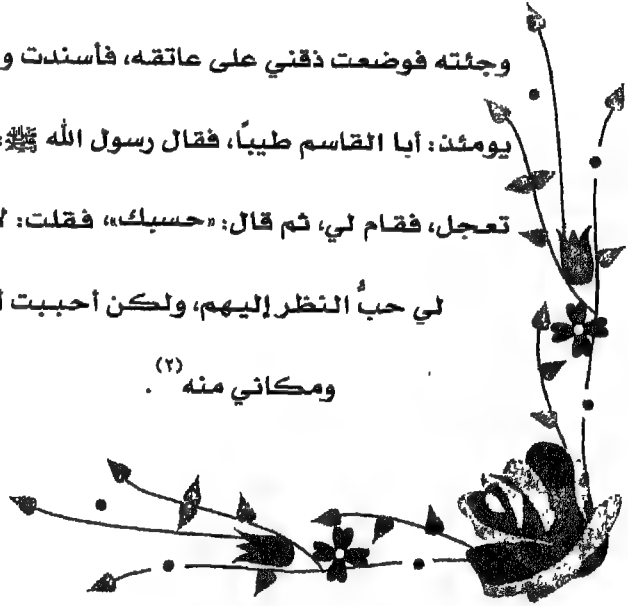 وجئته فوضعت ذقني على عاتقه، فأسندت و
يومئذ: أبا القاسم طيبًا، فقال رسول الله ﷺ:
تعجل، فقام لي، ثم قال: «حسبك»، فقلت: لا
لي حبُّ النظر إليهم، ولكن أحببت أ
ومكاني منه(٢).